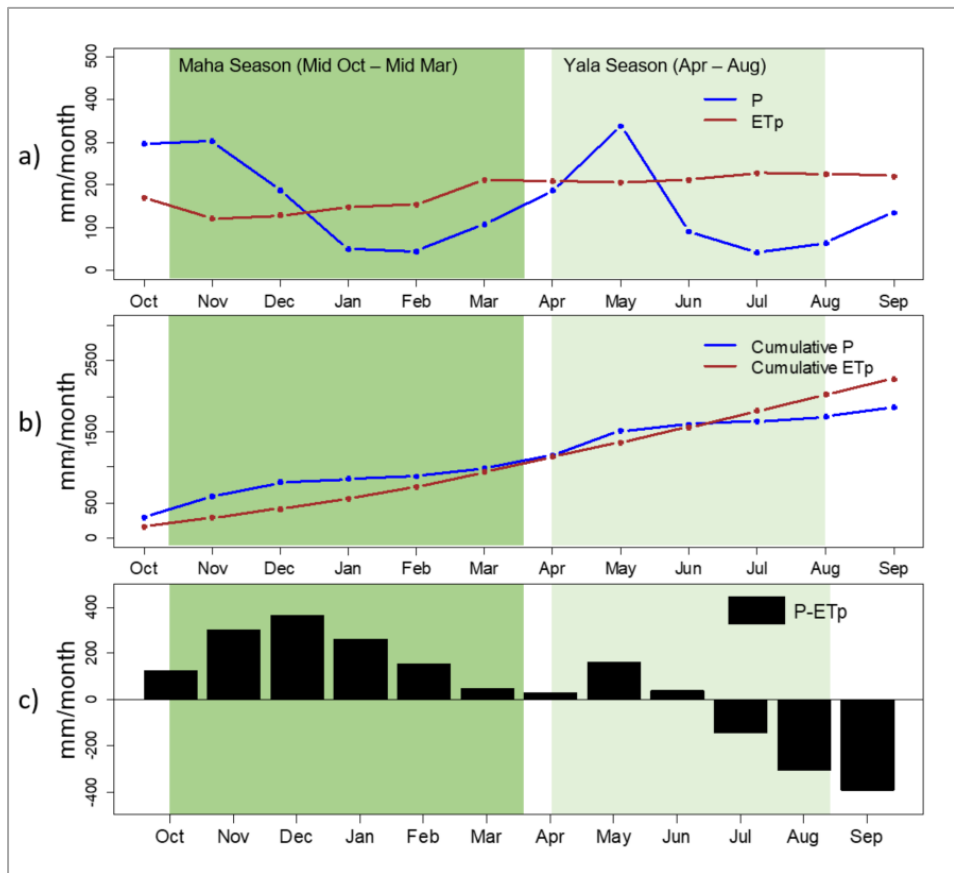 a)
mm/month
500
400
300
200
100
0
Maha Season (Mid Oct – Mid Mar)
Yala Season (Apr – Aug)
P
ETp
Oct Nov Dec Jan Feb Mar Apr May Jun Jul Aug Sep
b)
mm/month
2500
1500
500
0
Cumulative P
Cumulative ETp
Oct Nov Dec Jan Feb Mar Apr May Jun Jul Aug Sep
c)
mm/month
400
200
0
-200
-400
P-ETp
Oct Nov Dec Jan Feb Mar Apr May Jun Jul Aug Sep